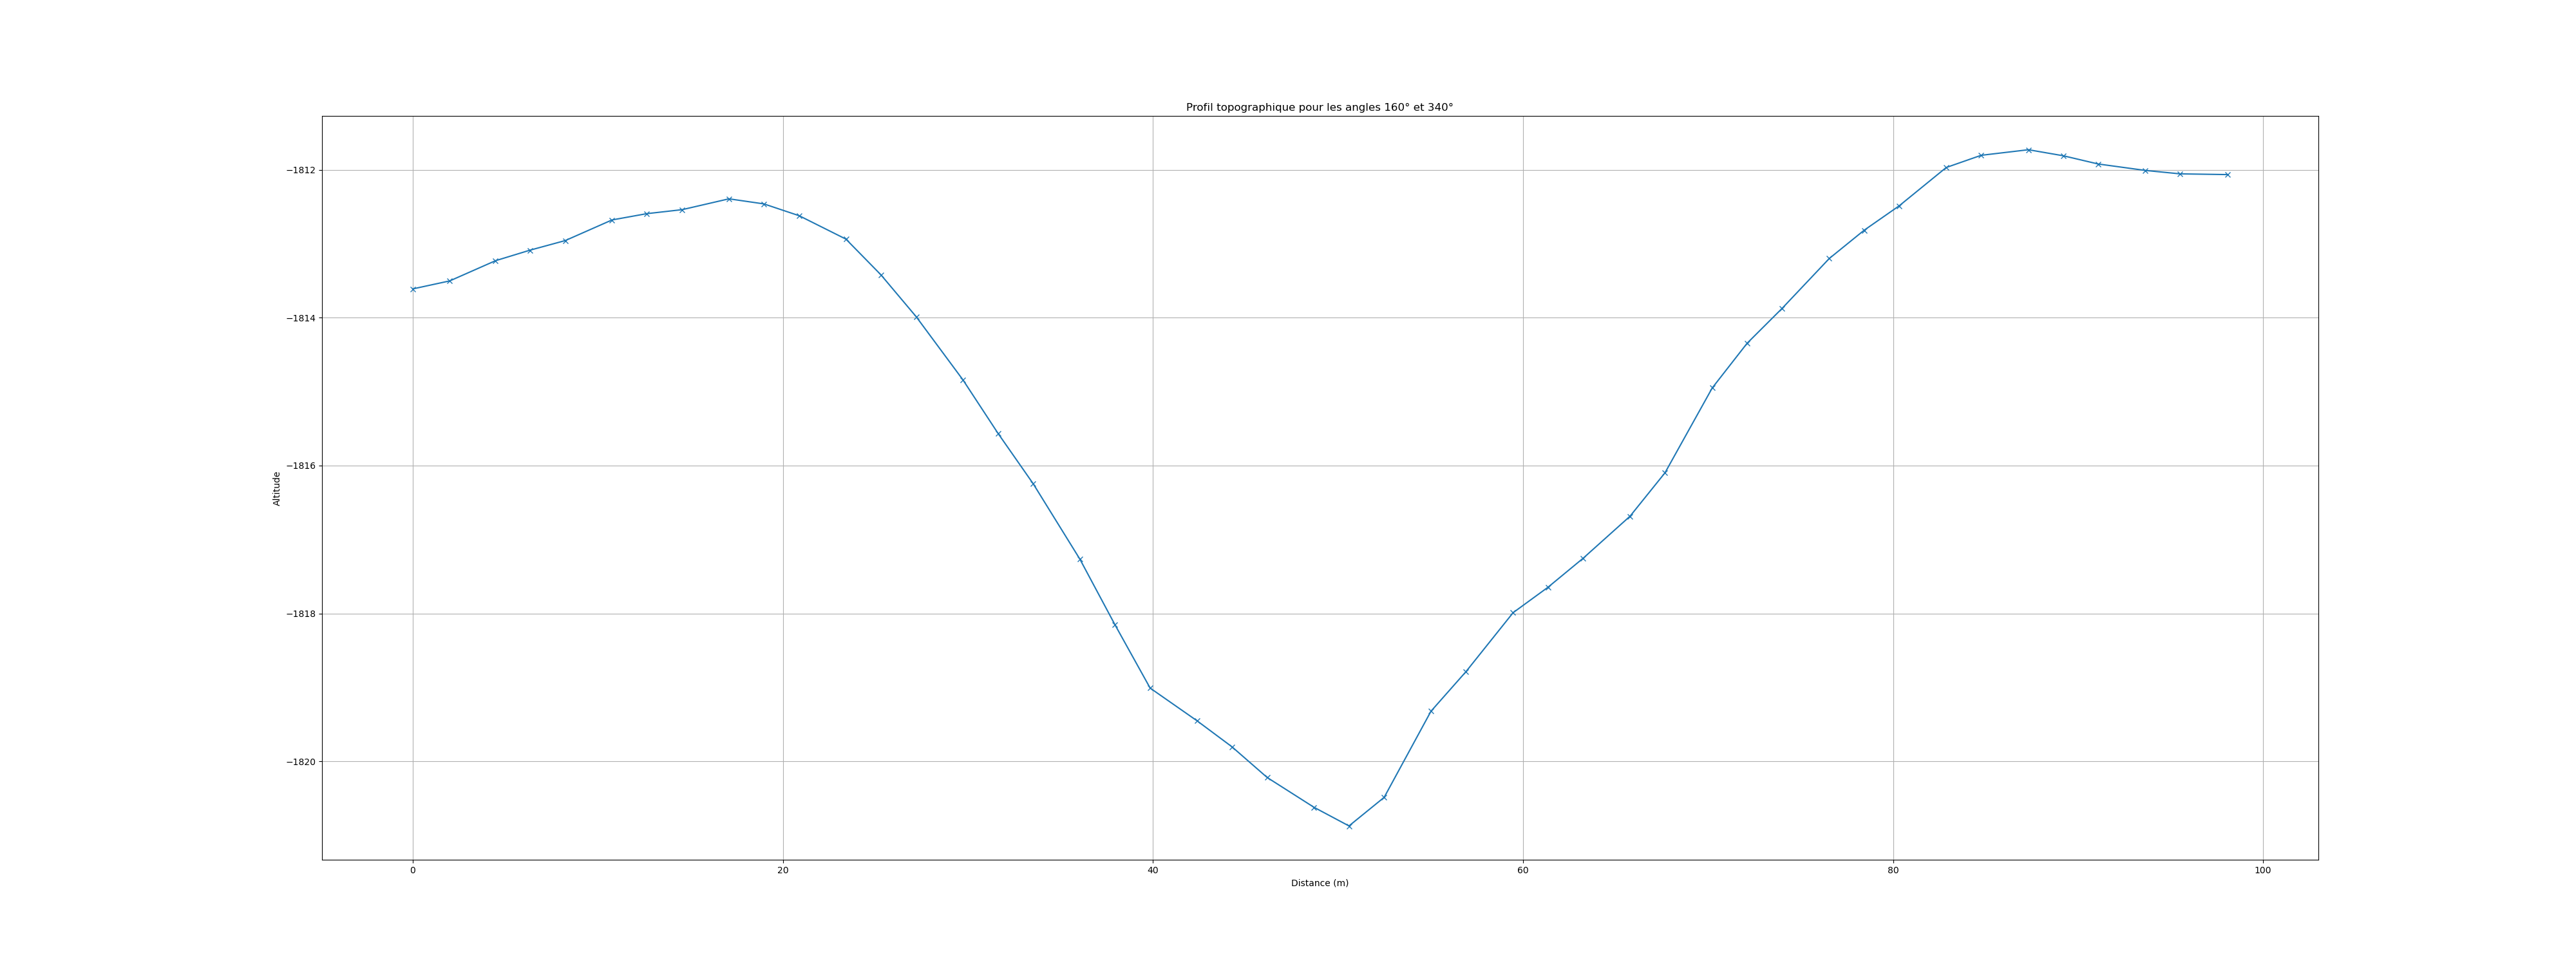 Profil topographique pour les angles 160° et 340°
Altitude
−1812
−1814
−1816
−1818
−1820
0 20 40 60 80 100
Distance (m)